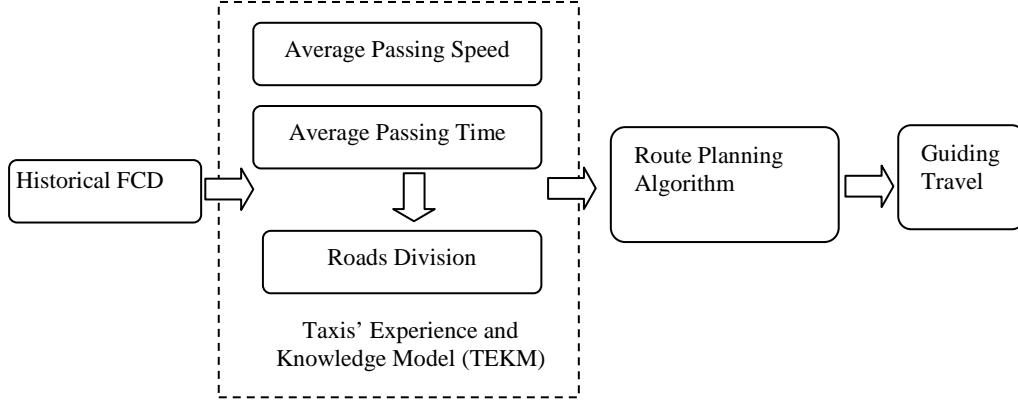 Historical FCD
Average Passing Speed
Average Passing Time
Roads Division
Taxis’ Experience and
Knowledge Model (TEKM)
Route Planning
Algorithm
Guiding
Travel